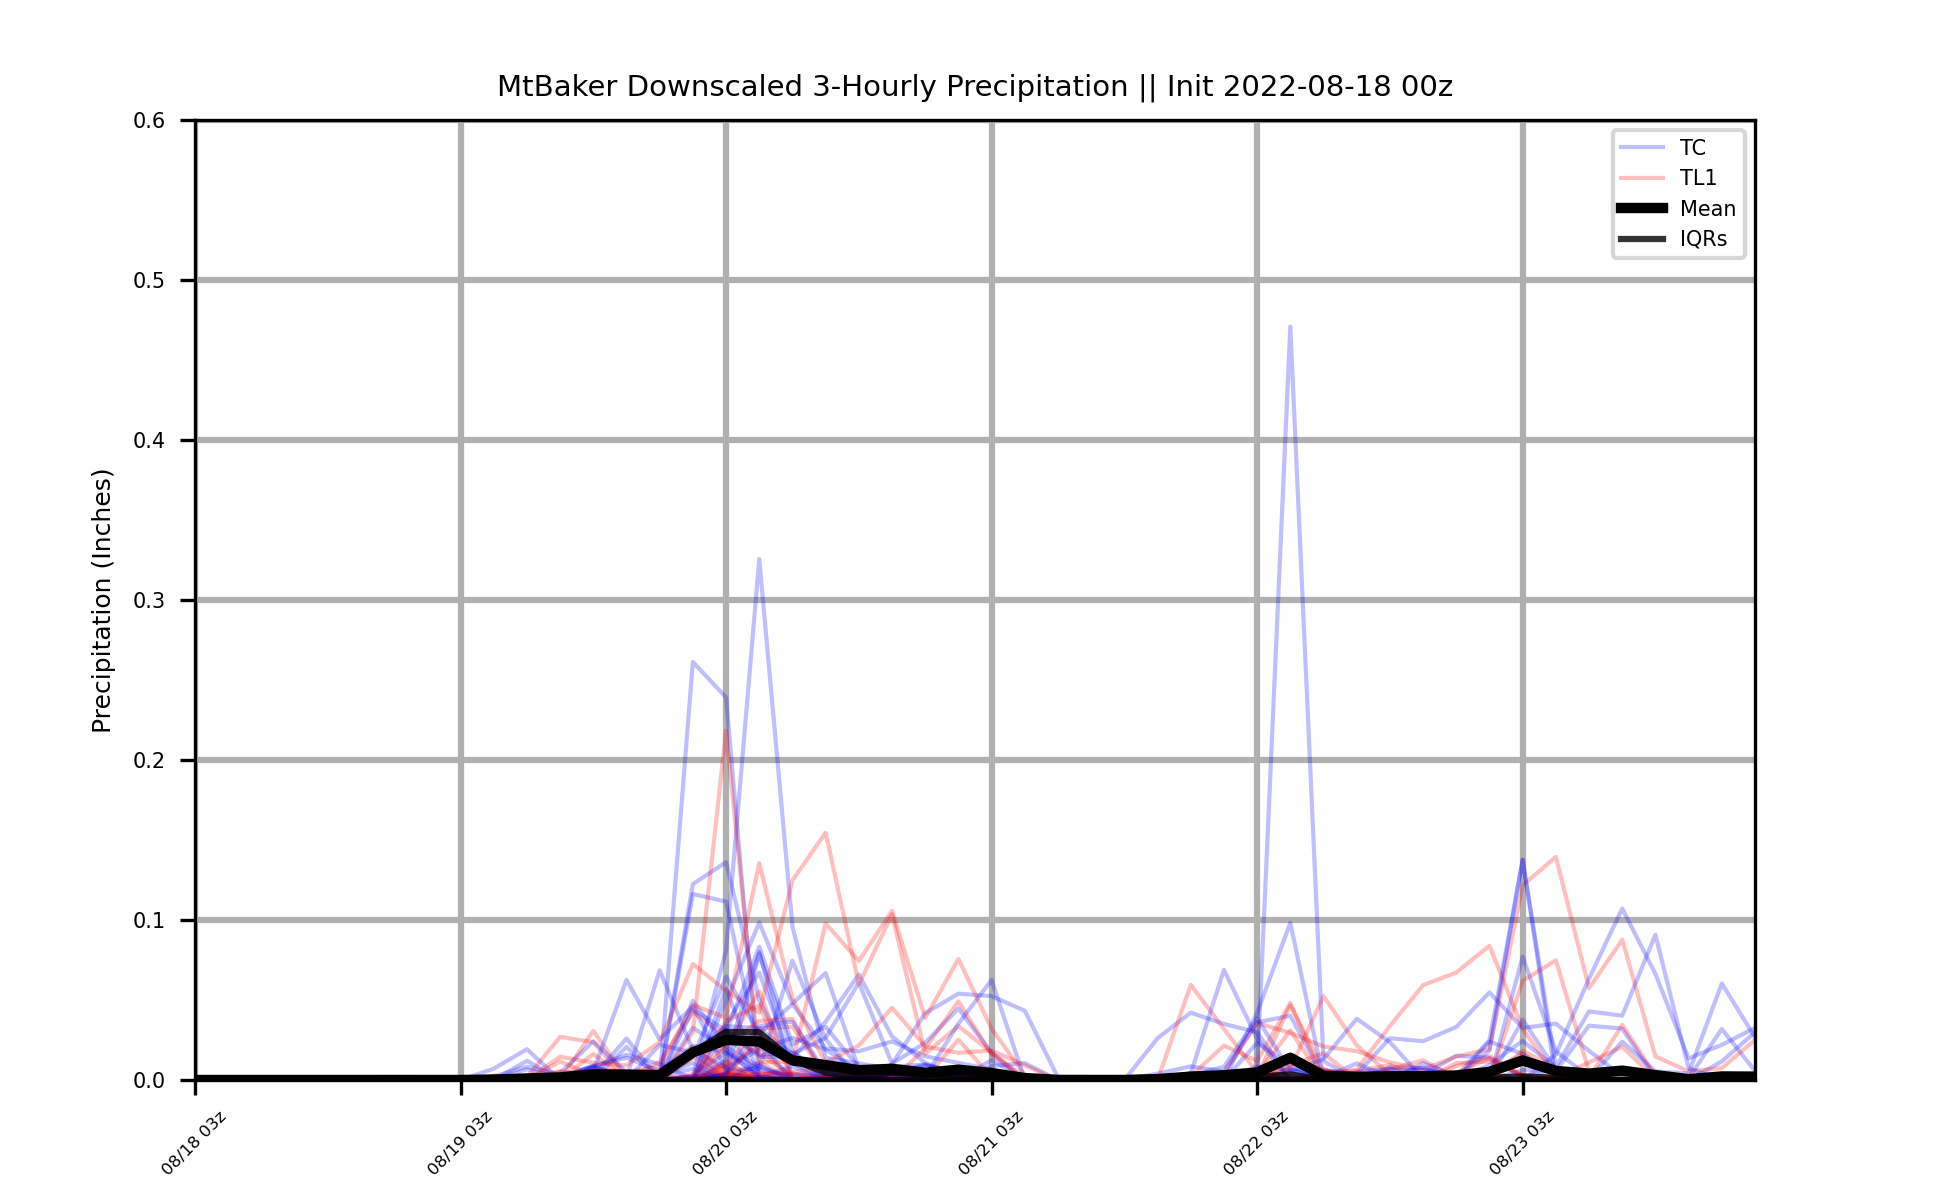 MtBaker Downscaled 3-Hourly Precipitation || Init 2022-08-18 00z
Precipitation (Inches)
0.6
0.5
0.4
0.3
0.2
0.1
0.0
TC
TL1
Mean
IQRs
08/18 03z
08/19 03z
08/20 03z
08/21 03z
08/22 03z
08/23 03z